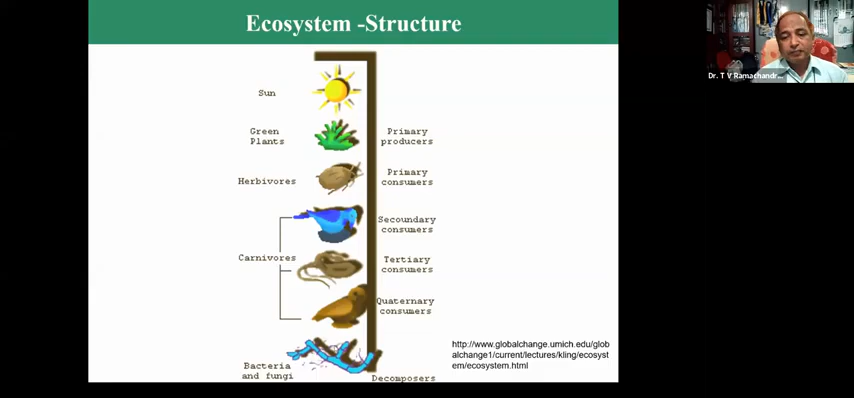 Ecosystem -Structure
Dr. T V Ramachandr...
Sun
Green
Plants
Primary
producers
Herbivores
Primary
consumers
Secoundary
consumers
Carnivores
Tertiary
consumers
Quaternary
consumers
http://www.globalchange.umich.edu/glob
alchange1/current/lectures/kling/ecosyst
em/ecosystem.html
Bacteria
and fungi
Decomposers